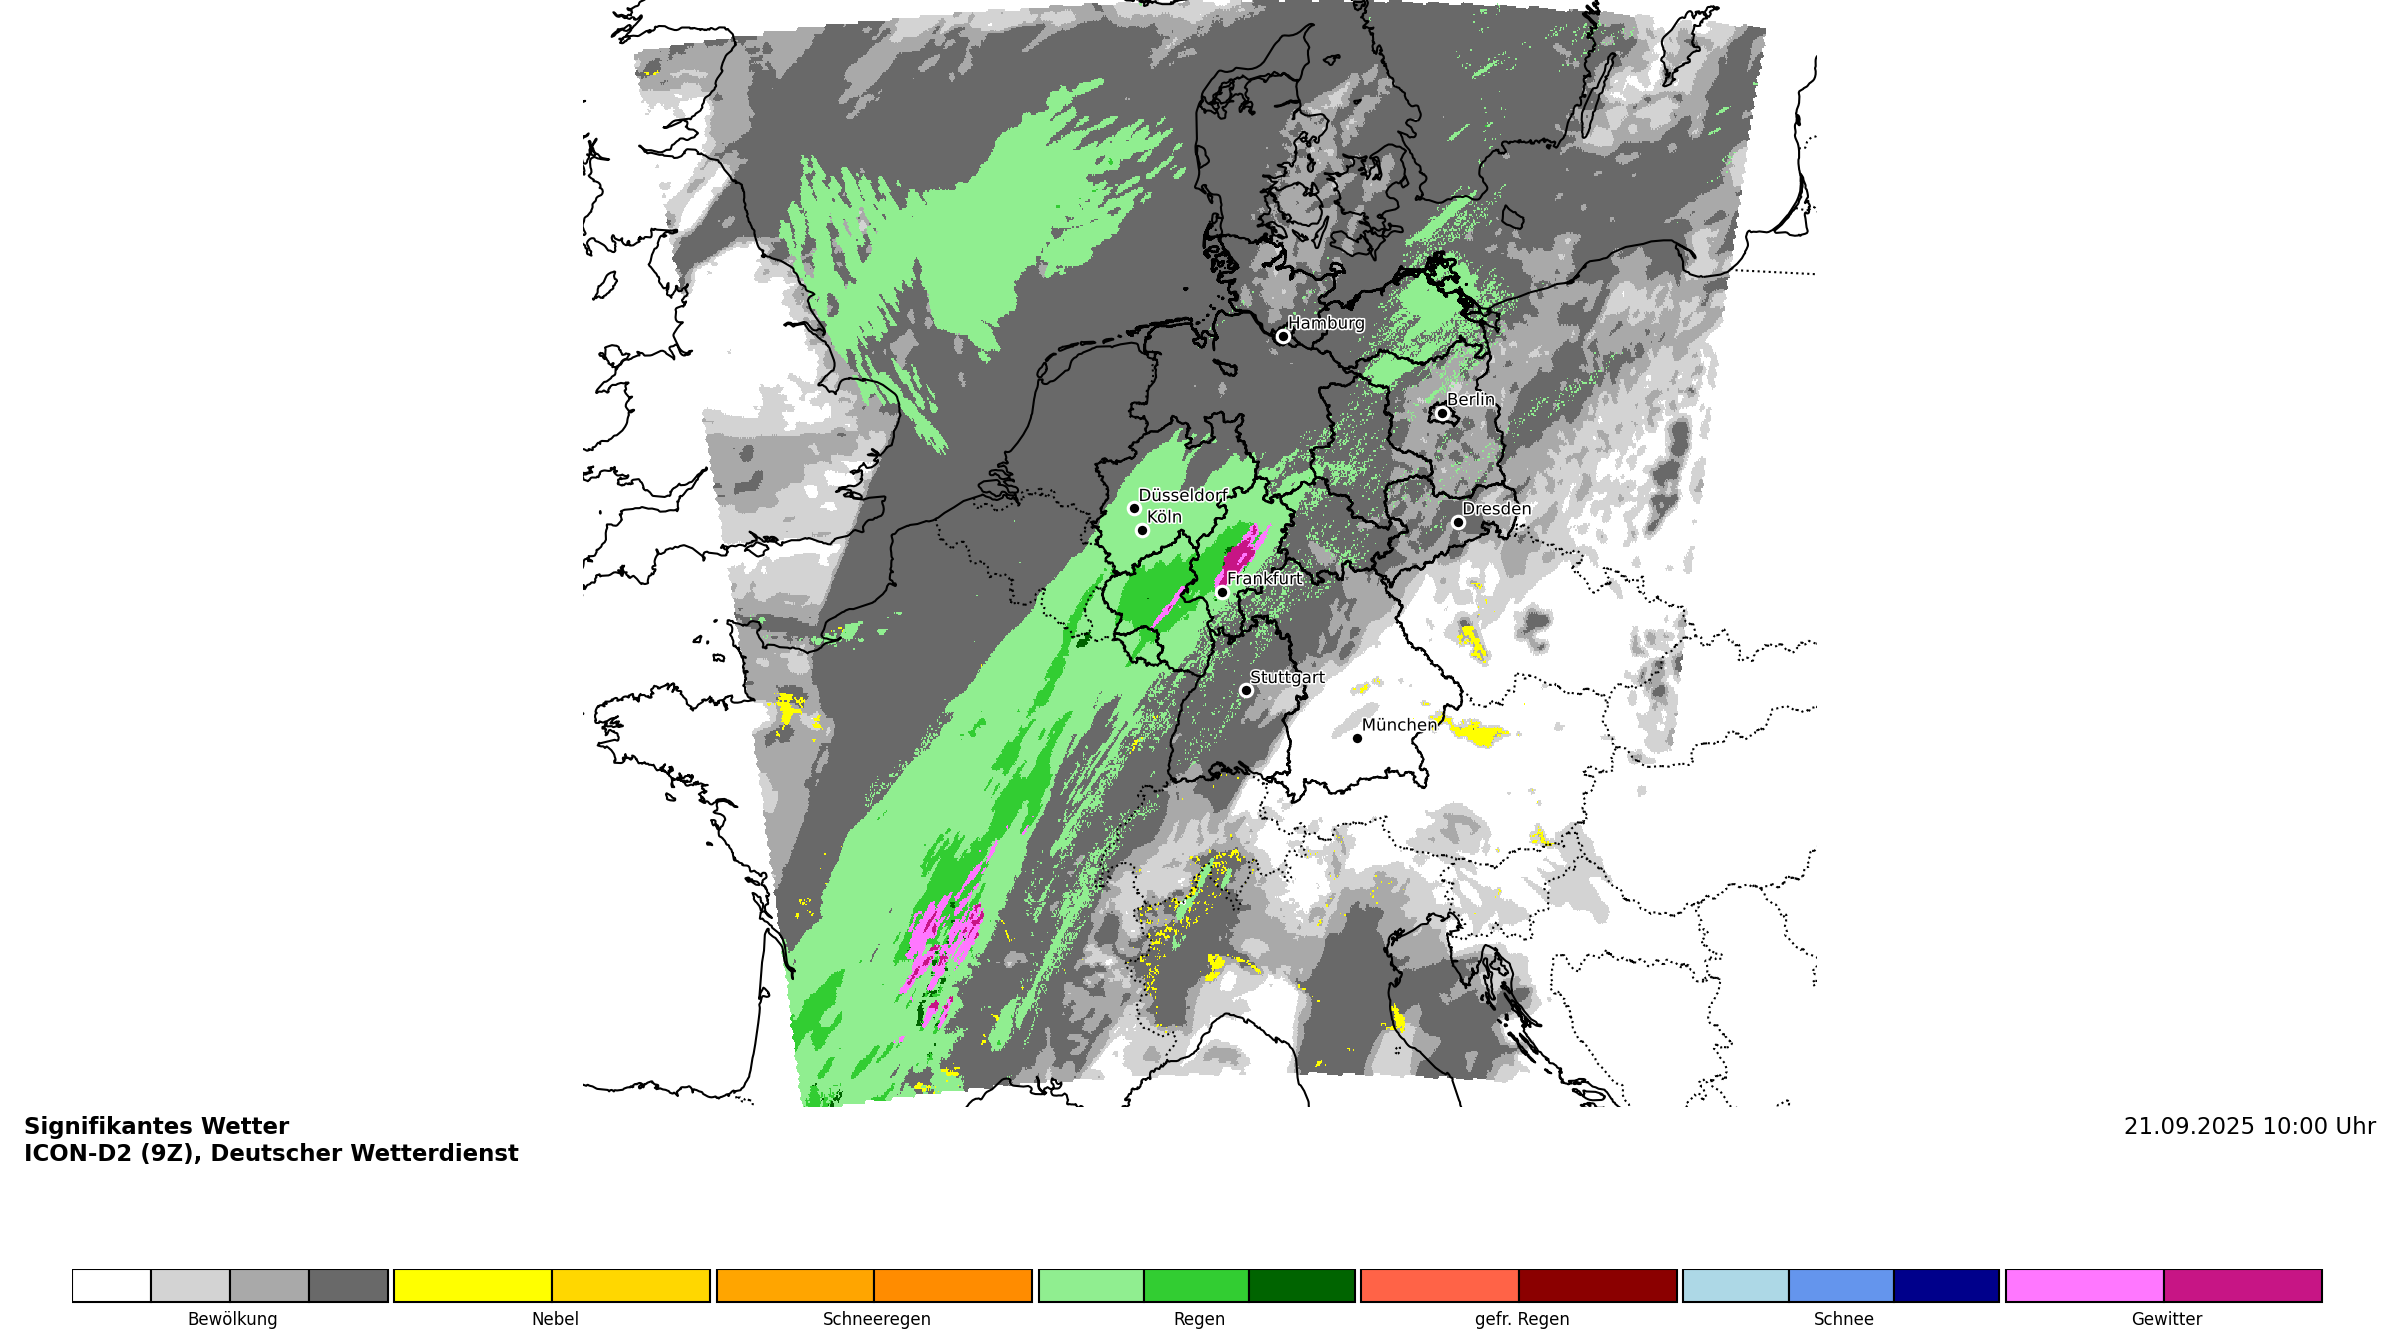 Hamburg
Berlin
Düsseldorf
Köln
Dresden
Frankfurt
Stuttgart
München
Signifikantes Wetter
21.09.2025 10:00 Uhr
ICON-D2 (9Z), Deutscher Wetterdienst
Bewölkung
Nebel
Schneeregen
Regen
gefr. Regen
Schnee
Gewitter